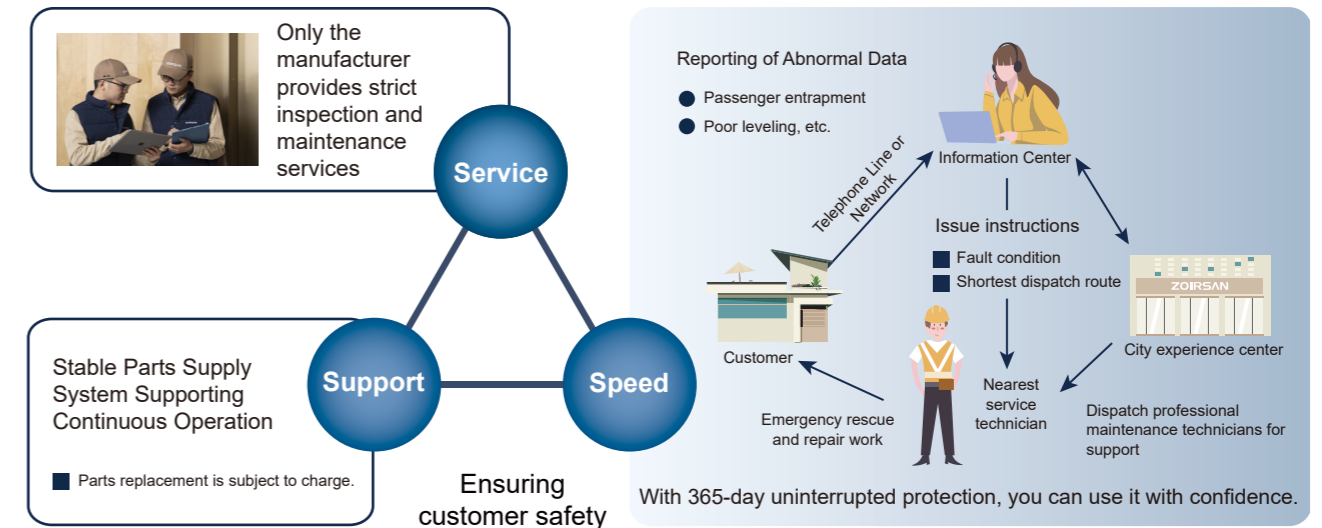 Only the
manufacturer
provides strict
inspection and
maintenance
services
Service
Support
Speed
Stable Parts Supply
System Supporting
Continuous Operation
Parts replacement is subject to charge.
Ensuring
customer safety
Reporting of Abnormal Data
Passenger entrapment
Poor leveling, etc.
Telephone Line or
Network
Information Center
Issue instructions
Fault condition
Shortest dispatch route
ZOIRSAN
City experience center
Customer
Emergency rescue
and repair work
Nearest
service
technician
Dispatch professional
maintenance technicians for
support
With 365-day uninterrupted protection, you can use it with confidence.